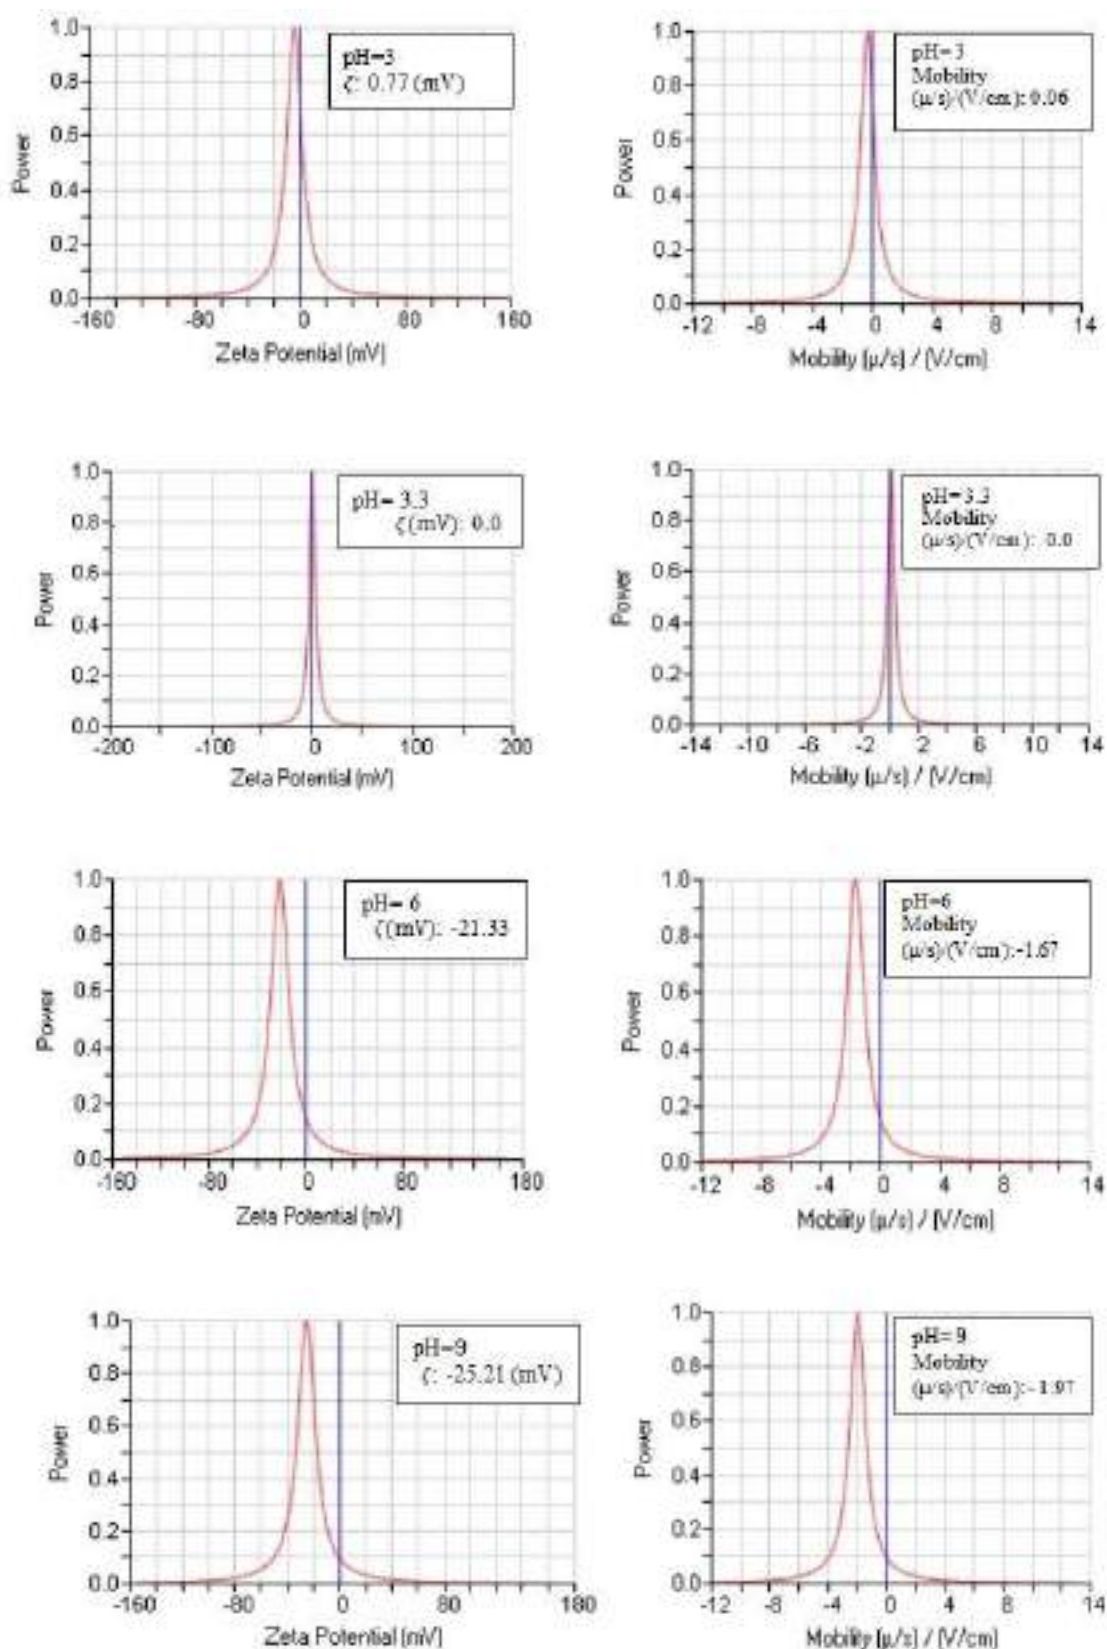 1.0
0.8
0.6
0.4
0.2
0.0
Power
-160
-80
0
80
160
Zeta Potential (mV)
pH=3
ζ: 0.77 (mV)
1.0
0.8
0.6
0.4
0.2
0.0
Power
-12
-8
-4
0
4
8
14
Mobility (μ/s) / (V/cm)
pH=3
Mobility
(μ/s)/(V/cm): 0.06
1.0
0.8
0.6
0.4
0.2
0.0
Power
-200
-100
0
100
200
Zeta Potential (mV)
pH= 3.3
ζ(mV): 0.0
1.0
0.8
0.6
0.4
0.2
0.0
Power
-14
-10
-6
-2
2
6
10
14
Mobility (μ/s) / (V/cm)
pH=3.3
Mobility
(μ/s)/(V/cm): 0.0
1.0
0.8
0.6
0.4
0.2
0.0
Power
-160
-80
0
80
180
Zeta Potential (mV)
pH= 6
ζ(mV): -21.33
1.0
0.8
0.6
0.4
0.2
0.0
Power
-12
-8
-4
0
4
8
14
Mobility (μ/s) / (V/cm)
pH=6
Mobility
(μ/s)/(V/cm):-1.67
1.0
0.8
0.6
0.4
0.2
0.0
Power
-160
-80
0
80
180
Zeta Potential (mV)
pH=9
ζ: -25.21 (mV)
1.0
0.8
0.6
0.4
0.2
0.0
Power
-12
-8
-4
0
4
8
14
Mobility (μ/s) / (V/cm)
pH= 9
Mobility
(μ/s)/(V/cm):-1.97